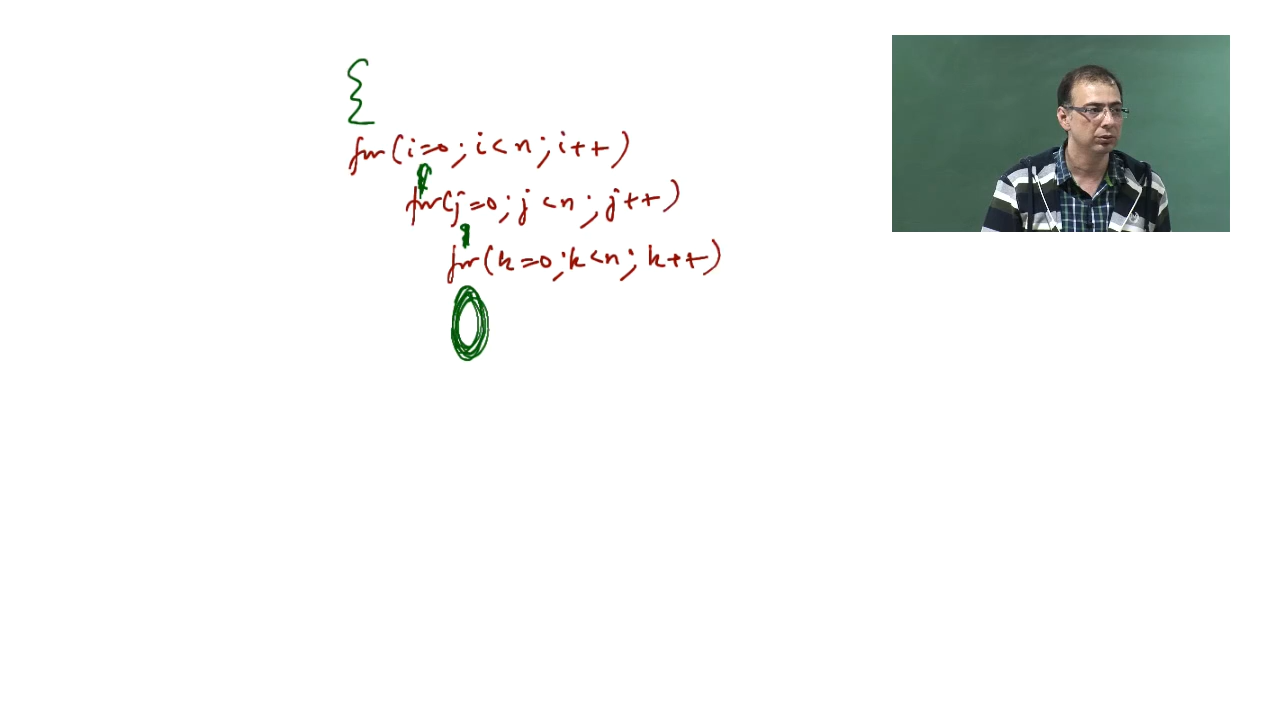 {
for(i=0; i<n; i++)
for(j=0; j<n; j++)
for(k=0; k<n; k++)